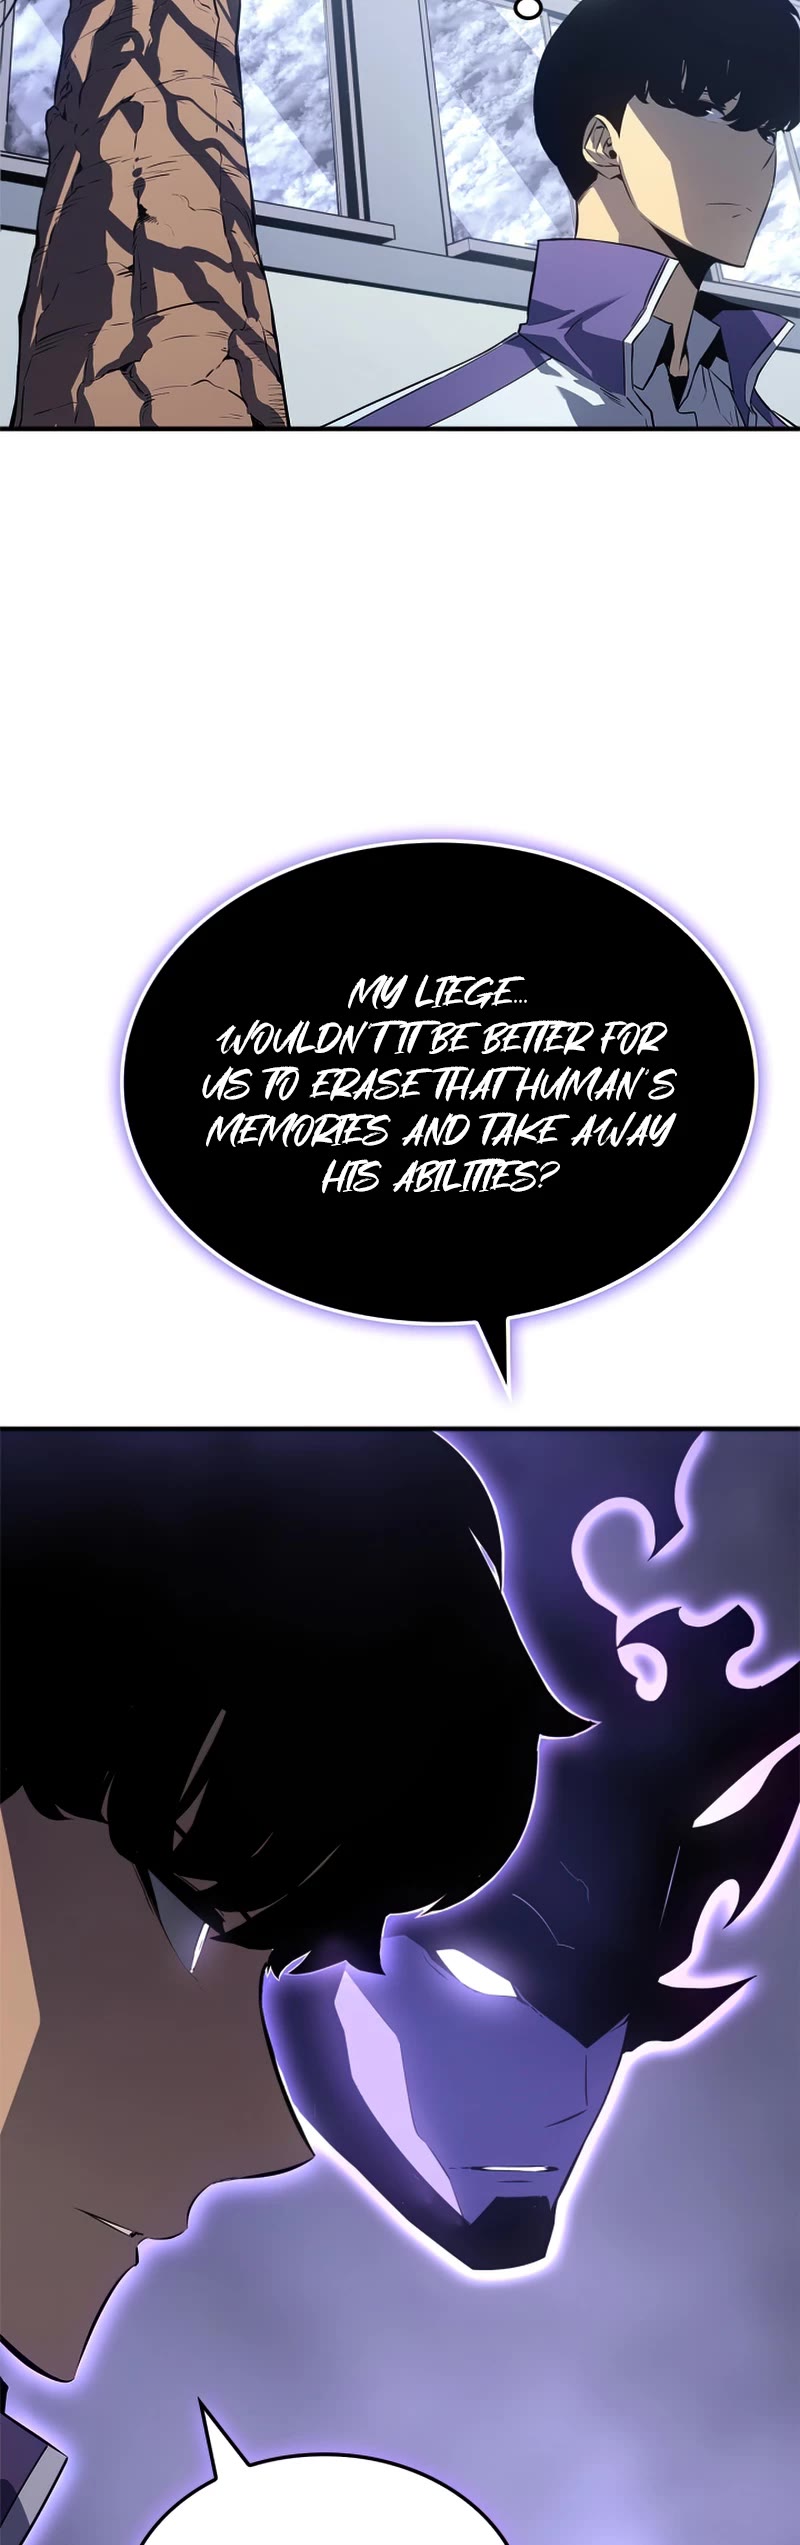 MY LIEGE...
WOULDN'T IT BE BETTER FOR
US TO ERASE THAT HUMAN'S
MEMORIES AND TAKE AWAY
HIS ABILITIES?